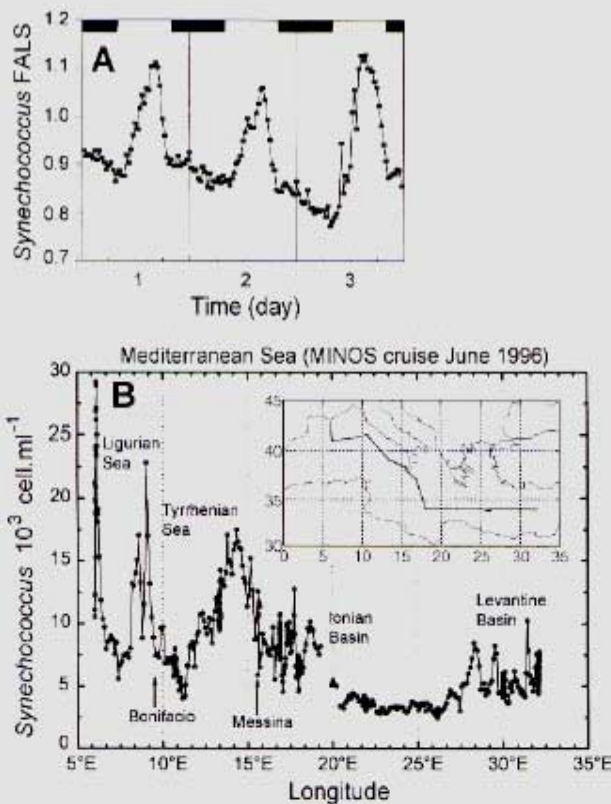 A
Synechococcus FALS
1.2
1.1
1.0
0.9
0.8
0.7
1
2
3
Time (day)
Mediterranean Sea (MINOS cruise June 1996)
B
Synechococcus 10³ cell.ml⁻¹
30
25
20
15
10
5
0
Ligurian
Sea
Tyrrhenian
Sea
45
40
35
30
0
5
10
15
20
25
30
35
Ionian
Basin
Levantine
Basin
Bonifacio
Messina
5°E
10°E
15°E
20°E
25°E
30°E
35°E
Longitude